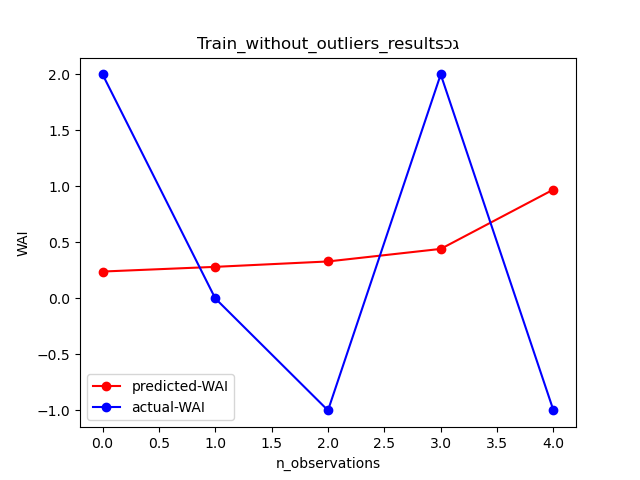 Train_without_outliers_resultsגכ
2.0
1.5
1.0
0.5
0.0
−0.5
−1.0
WAI
predicted-WAI
actual-WAI
0.0 0.5 1.0 1.5 2.0 2.5 3.0 3.5 4.0
n_observations